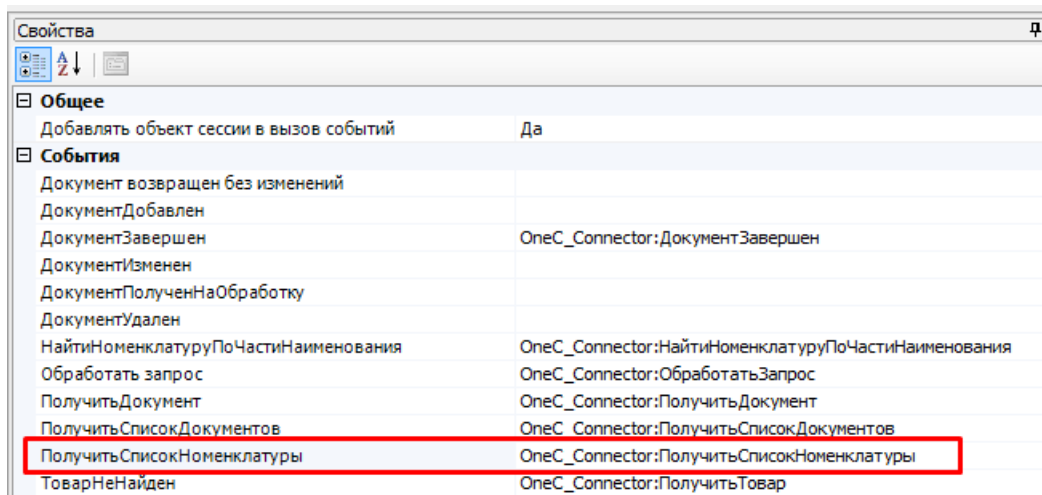 Свойства
Общее
Добавлять объект сессии в вызов событий Да
События
Документ возвращен без изменений
ДокументДобавлен
ДокументЗавершен OneC_Connector:ДокументЗавершен
ДокументИзменен
ДокументПолученНаОбработку
ДокументУдален
НайтиНоменклатуруПоЧастиНаименования OneC_Connector:НайтиНоменклатуруПоЧастиНаименования
Обработать запрос OneC_Connector:ОбработатьЗапрос
ПолучитьДокумент OneC_Connector:ПолучитьДокумент
ПолучитьСписокДокументов OneC_Connector:ПолучитьСписокДокументов
ПолучитьСписокНоменклатуры OneC_Connector:ПолучитьСписокНоменклатуры
ТоварНеНайден OneC_Connector:ПолучитьТовар